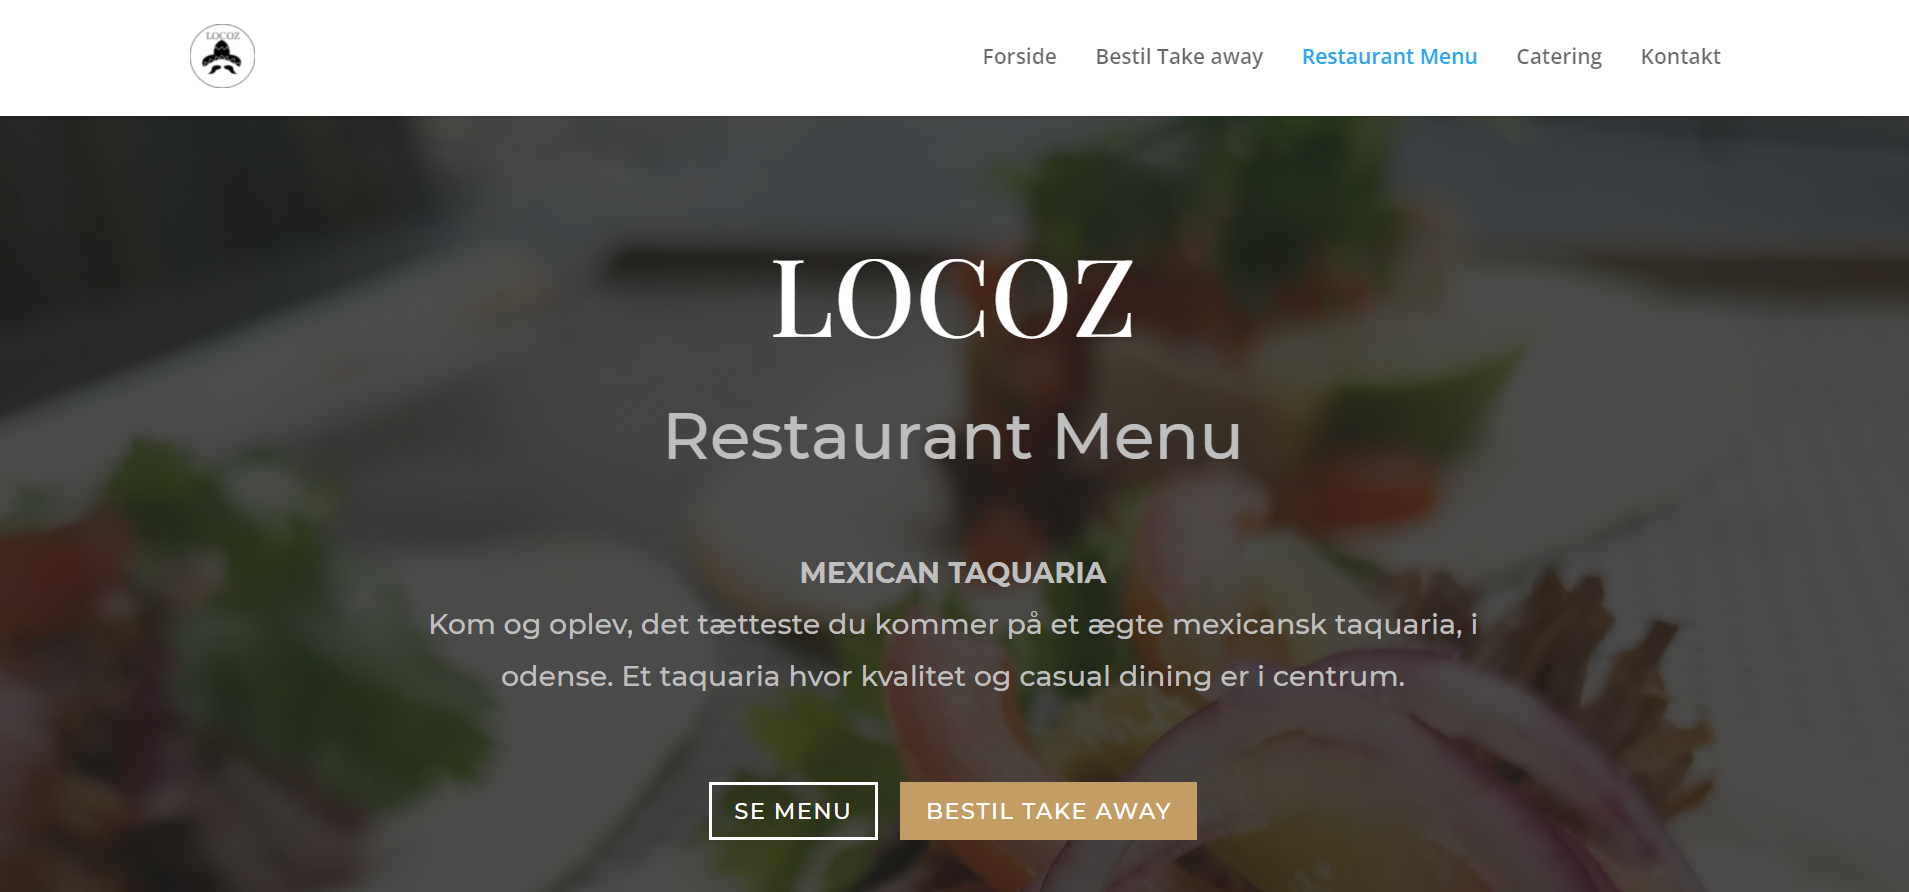 LOCOZ
Forside
Bestil Take away
Restaurant Menu
Catering
Kontakt
LOCOZ
Restaurant Menu
MEXICAN TAQUARIA
Kom og oplev, det tætteste du kommer på et ægte mexicansk taquaria, i
odense. Et taquaria hvor kvalitet og casual dining er i centrum.
SE MENU
BESTIL TAKE AWAY